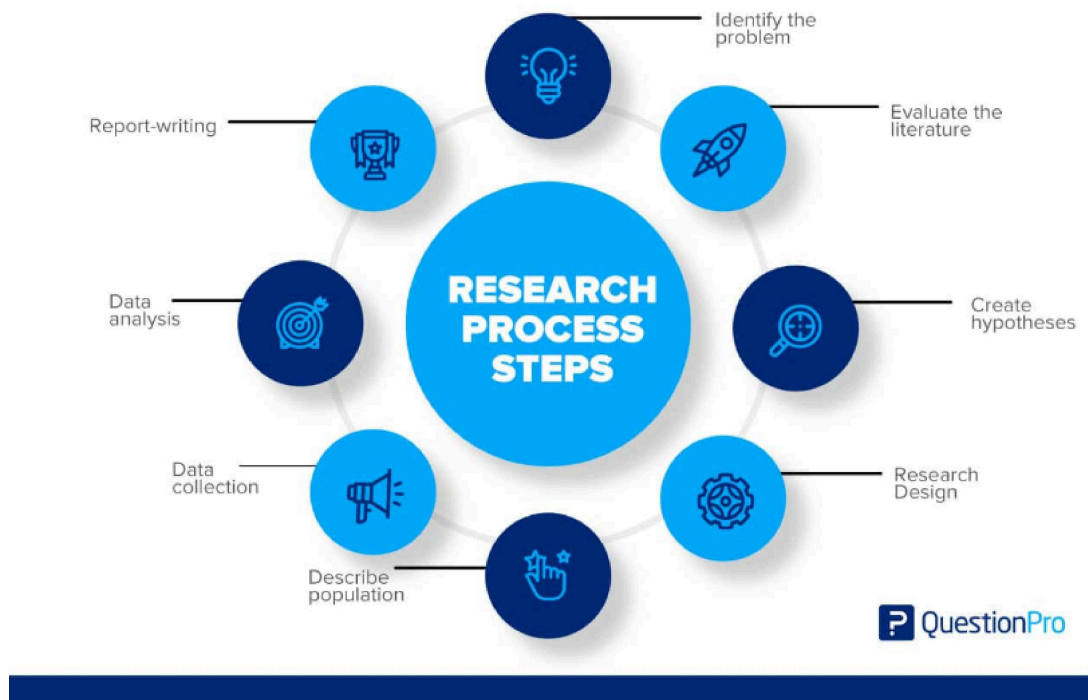 Identify the
problem
Evaluate the
literature
Create
hypotheses
Research
Design
Describe
population
Data
collection
Data
analysis
Report-writing
RESEARCH
PROCESS
STEPS
QuestionPro